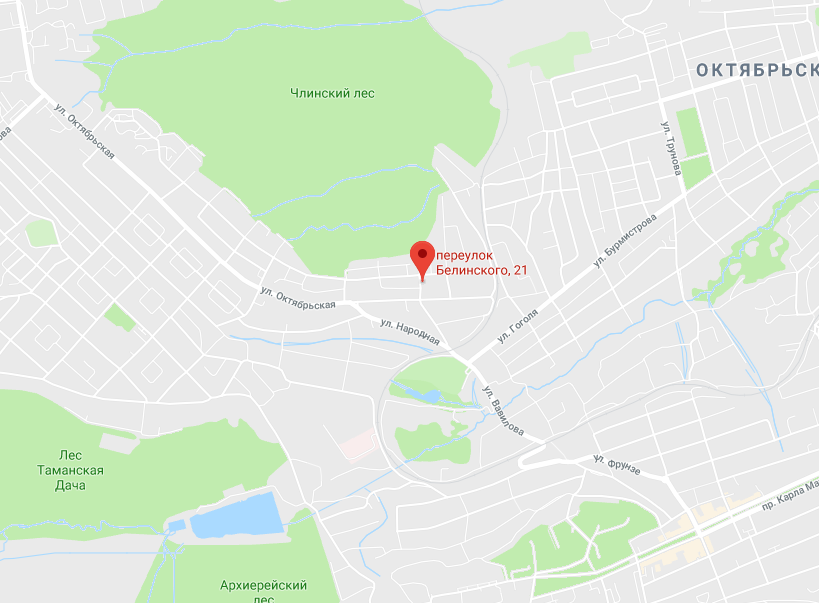 ОКТЯБРЬСК
Члинский лес
ул. Октябрьская
ова
ул. Трунова
ул. Бурмистрова
переулок
Белинского, 21
ул. Октябрьская
ул. Народная
ул. Гоголя
ул. Вавилова
Лес
Таманская
Дача
ул. Фрунзе
пр. Карла Ма
Архиерейский
лес